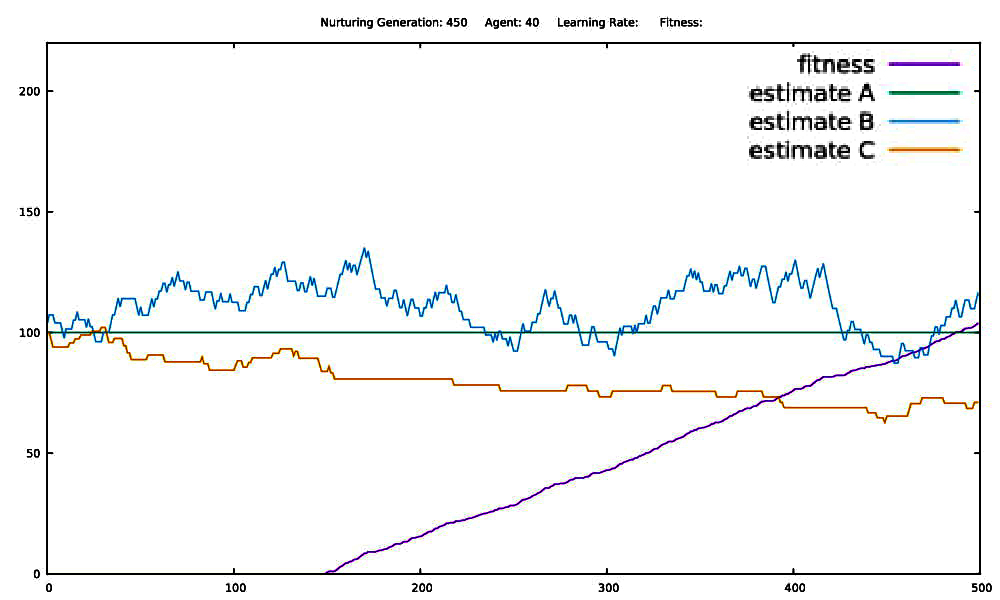 Nurturing Generation: 450 Agent: 40 Learning Rate: Fitness:
fitness
estimate A
estimate B
estimate C
200
150
100
50
0
0 100 200 300 400 500